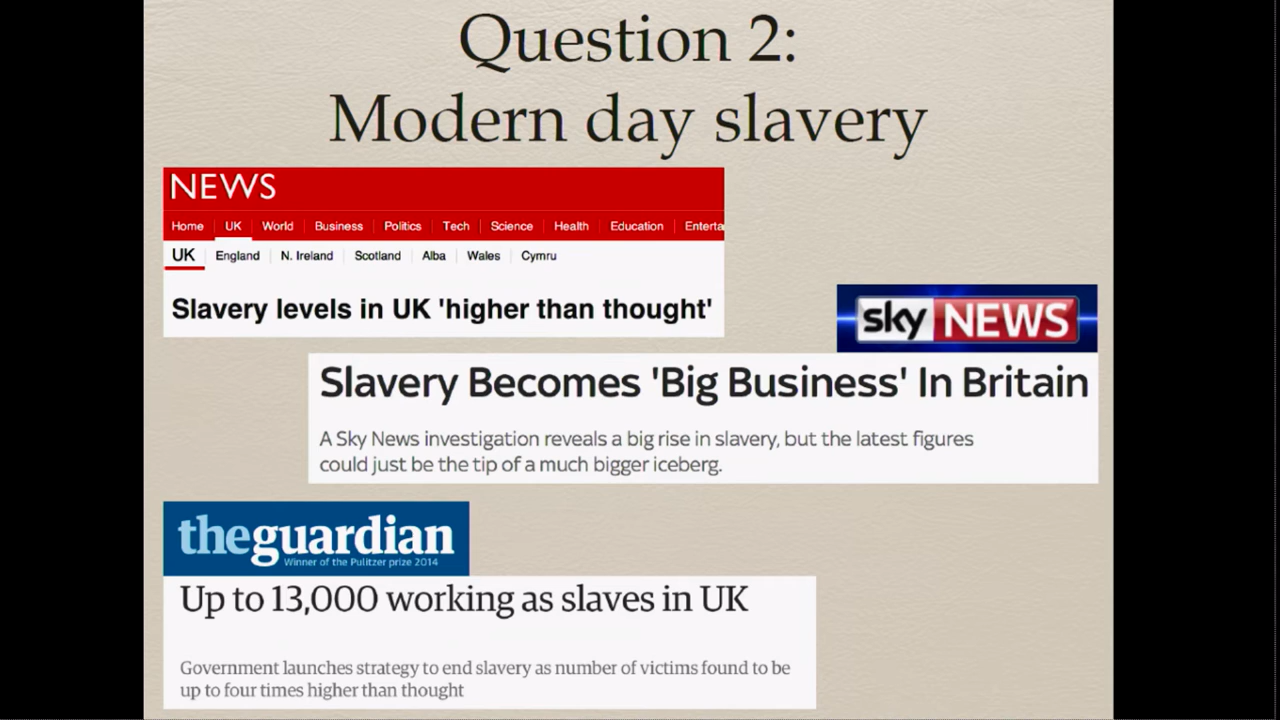 Question 2:
Modern day slavery
NEWS
Home UK World Business Politics Tech Science Health Education Enterta
UK England N. Ireland Scotland Alba Wales Cymru
Slavery levels in UK 'higher than thought'
sky NEWS
Slavery Becomes 'Big Business' In Britain
A Sky News investigation reveals a big rise in slavery, but the latest figures
could just be the tip of a much bigger iceberg.
theguardian
Winner of the Pulitzer prize 2014
Up to 13,000 working as slaves in UK
Government launches strategy to end slavery as number of victims found to be
up to four times higher than thought